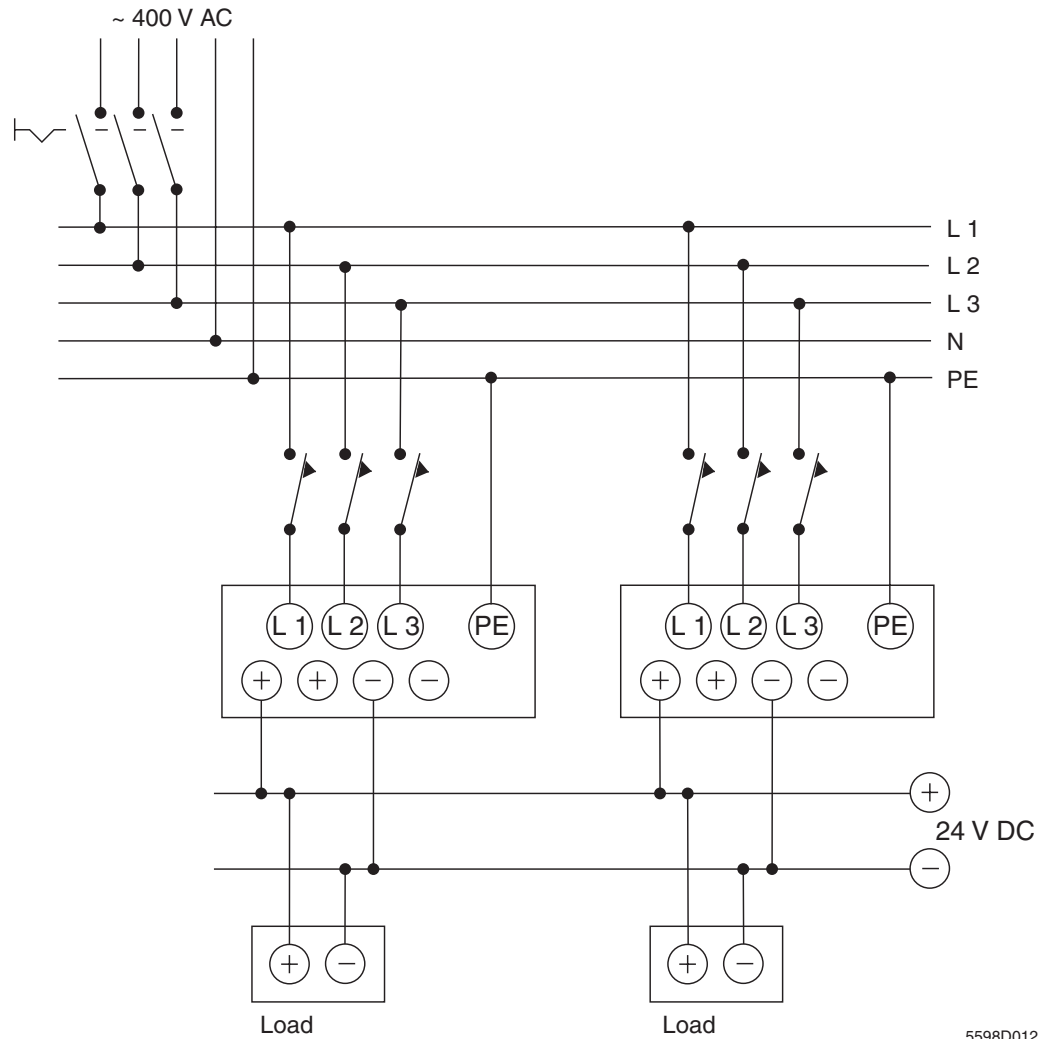 ~ 400 V AC
L 1
L 2
L 3
N
PE
L 1 L 2 L 3 PE
L 1 L 2 L 3 PE
+ + − −
+ + − −
+
24 V DC
−
+ −
+ −
Load
Load
5598D012